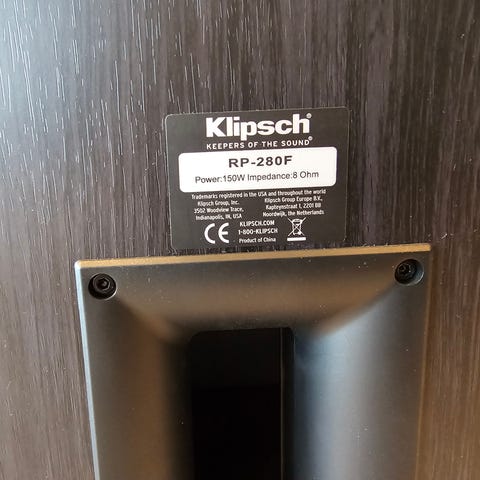 Klipsch®
KEEPERS OF THE SOUND®
RP-280F
Power:150W Impedance:8 Ohm
Trademarks registered in the USA and throughout the world
Klipsch Group, Inc.
3502 Woodview Trace,
Indianapolis, IN, USA
Klipsch Group Europe B.V.,
Kapteynstraat 1, 2201 BB
Noordwijk, the Netherlands
KLIPSCH.COM
1-800-KLIPSCH
Product of China
CE